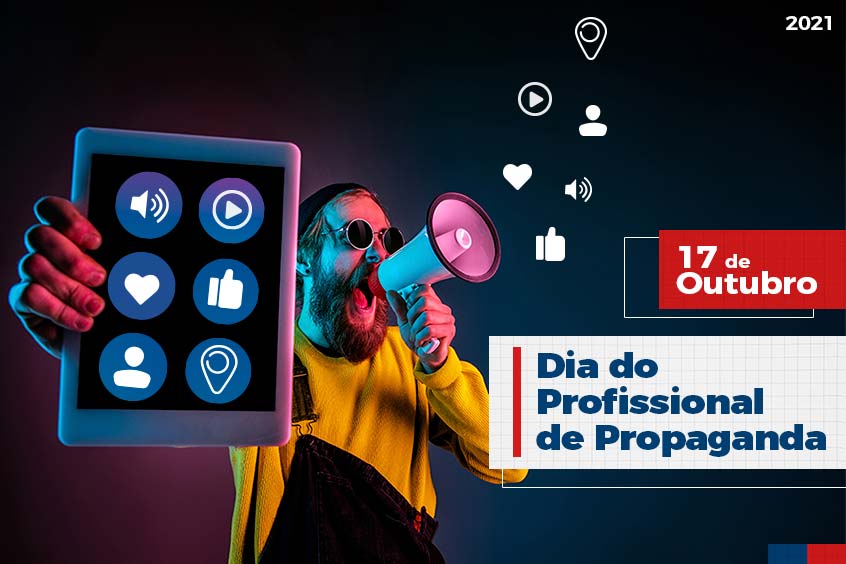 2021
17 de
Outubro
Dia do
Profissional
de Propaganda